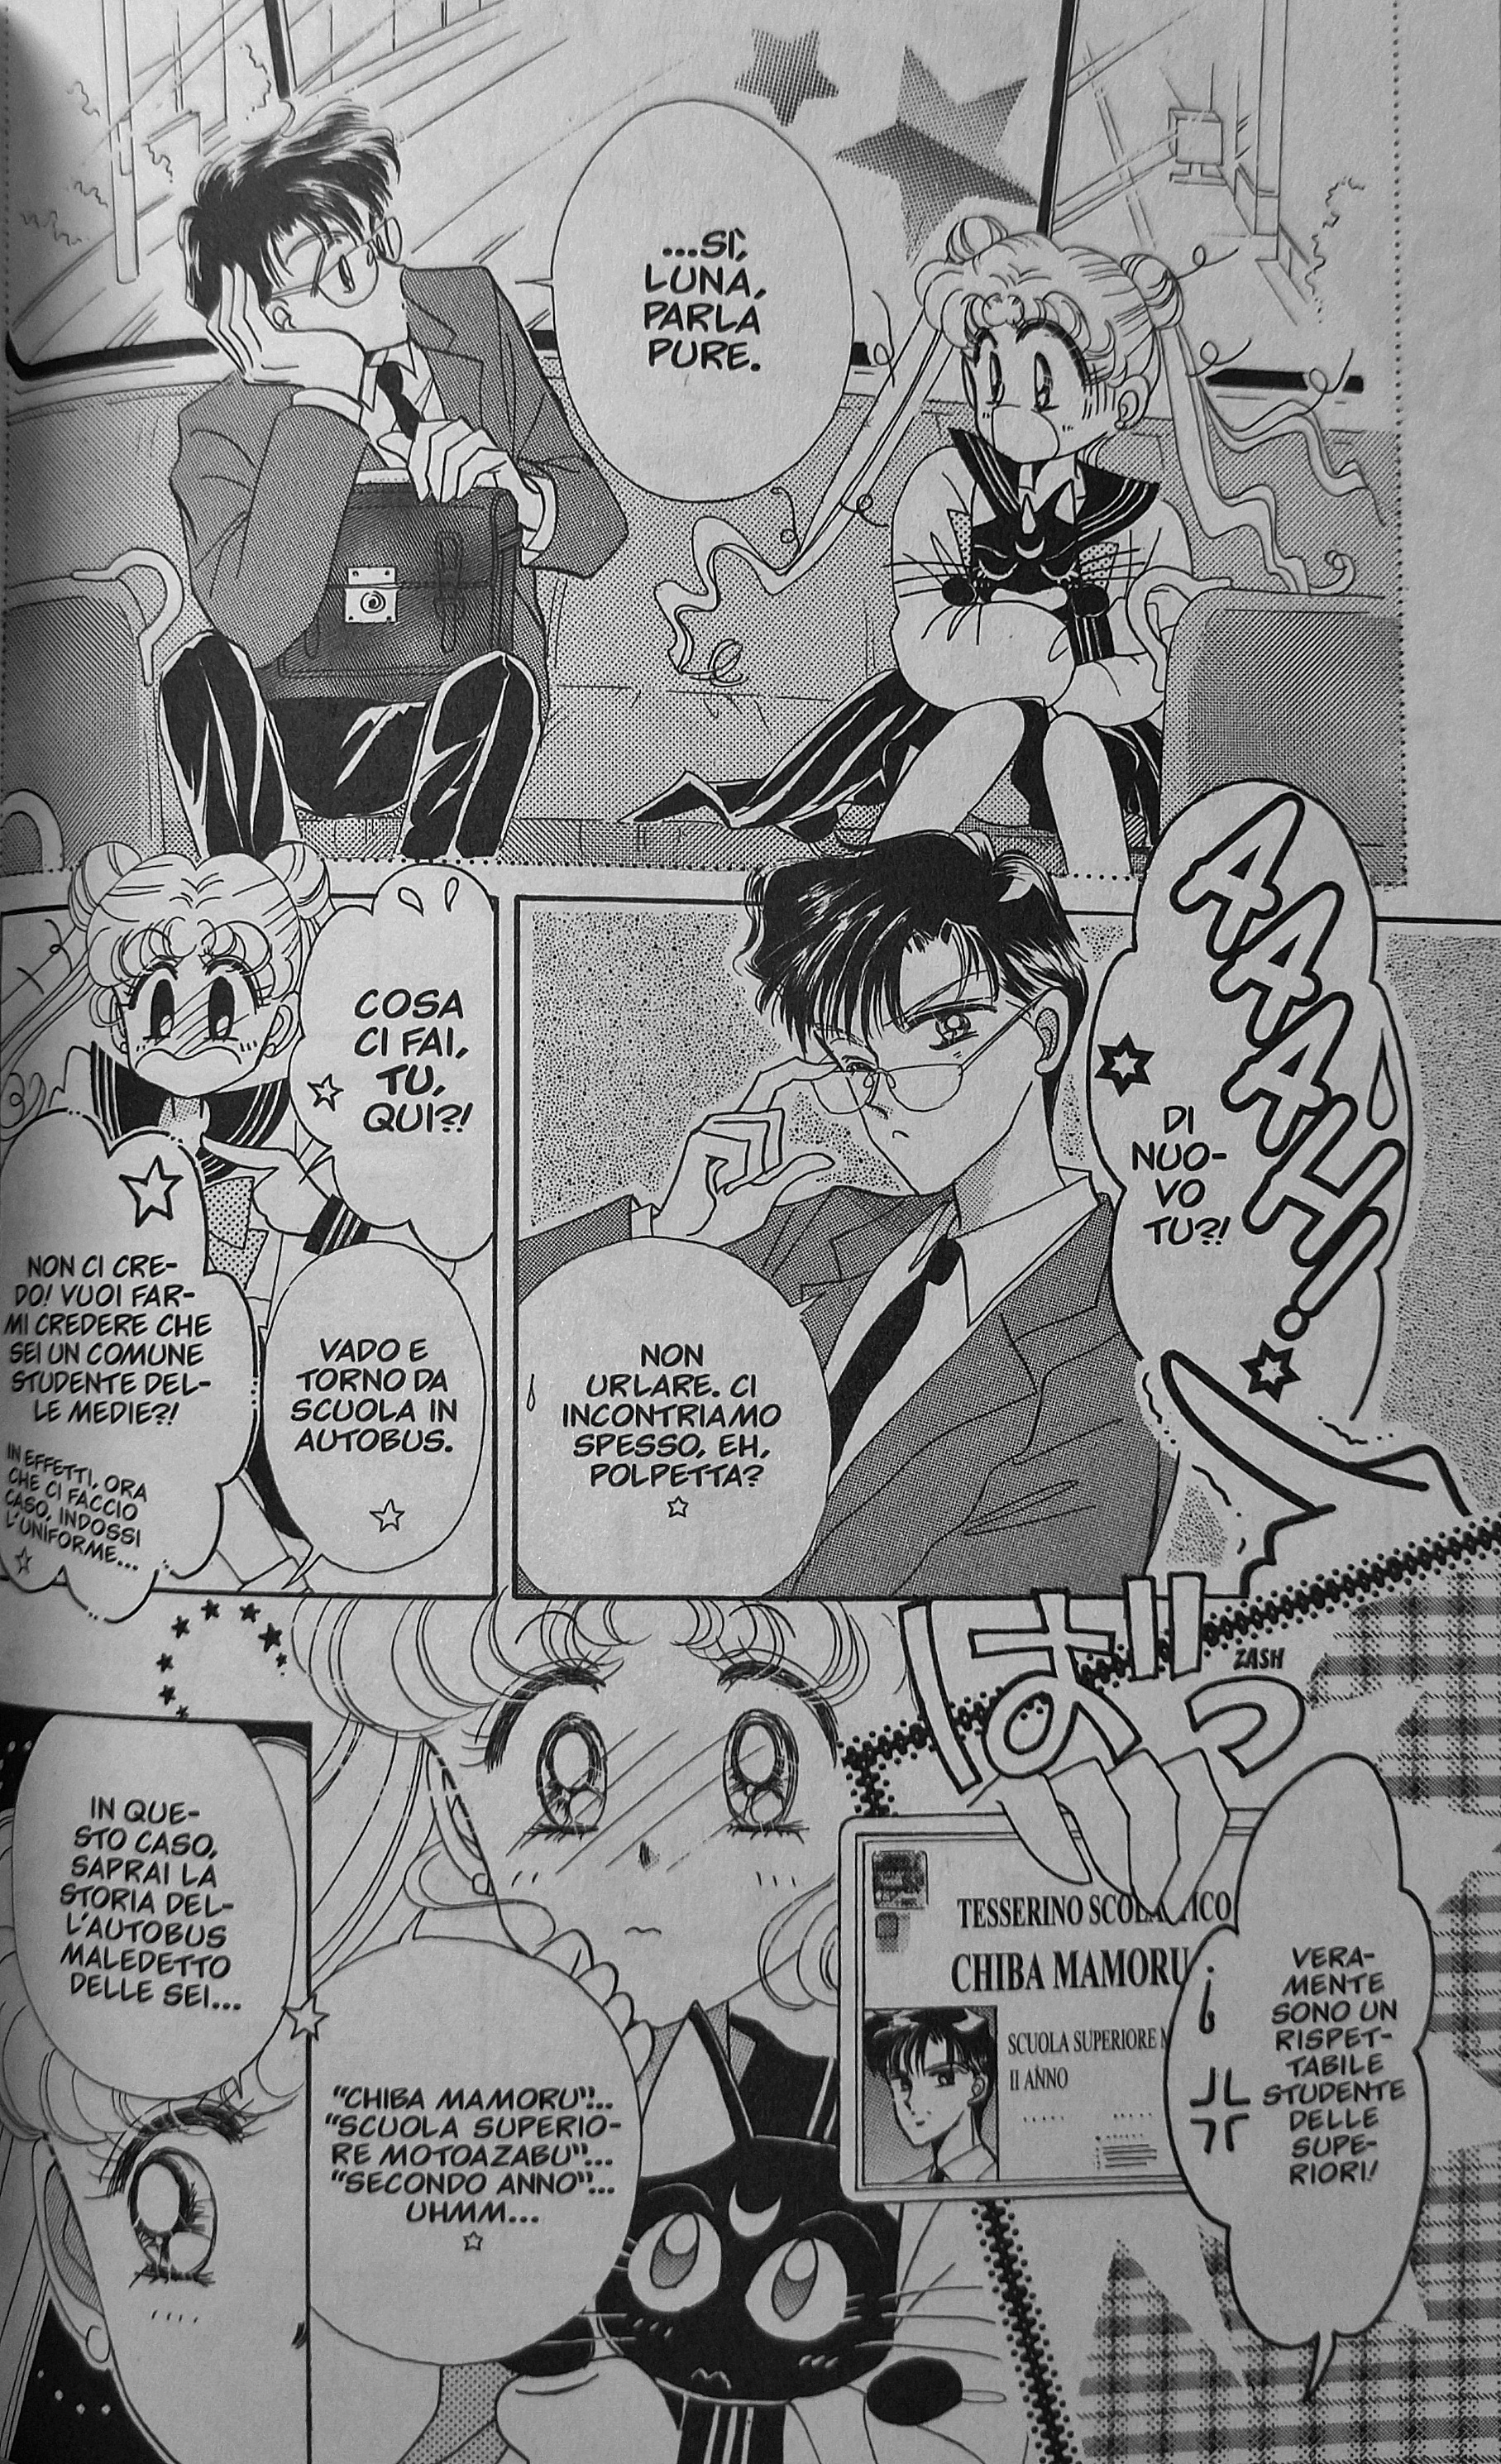 ...SÌ,
LUNA,
PARLA
PURE.
AAAAH!
DI
NUO-
VO
TU?!
NON
URLARE. CI
INCONTRIAMO
SPESSO, EH,
POLPETTA?
COSA
CI FAI,
TU,
QUI?!
VADO E
TORNO DA
SCUOLA IN
AUTOBUS.
NON CI CRE-
DO! VUOI FAR-
MI CREDERE CHE
SEI UN COMUNE
STUDENTE DEL-
LE MEDIE?!
IN EFFETTI, ORA
CHE CI FACCIO
CASO, INDOSSI
L'UNIFORME...
ばっ
ZASH
VERA-
MENTE
SONO UN
RISPET-
TABILE
STUDENTE
DELLE
SUPE-
RIORI!
TESSERINO SCOLASTICO
CHIBA MAMORU
SCUOLA SUPERIORE M
II ANNO
"CHIBA MAMORU"...
"SCUOLA SUPERIO-
RE MOTOAZABU"...
"SECONDO ANNO"...
UHMM...
IN QUE-
STO CASO,
SAPRAI LA
STORIA DEL-
L'AUTOBUS
MALEDETTO
DELLE SEI...